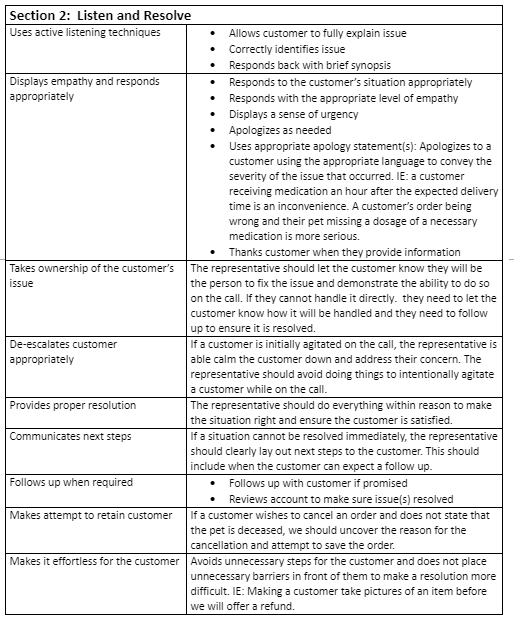 Section 2:  Listen and Resolve
Uses active listening techniques
• Allows customer to fully explain issue
• Correctly identifies issue
• Responds back with brief synopsis
Displays empathy and responds
appropriately
• Responds to the customer's situation appropriately
• Responds with the appropriate level of empathy
• Displays a sense of urgency
• Apologizes as needed
• Uses appropriate apology statement(s): Apologizes to a
customer using the appropriate language to convey the
severity of the issue that occurred. IE: a customer
receiving medication an hour after the expected delivery
time is an inconvenience. A customer's order being
wrong and their pet missing a dosage of a necessary
medication is more serious.
• Thanks customer when they provide information
Takes ownership of the customer's
issue
The representative should let the customer know they will be
the person to fix the issue and demonstrate the ability to do so
on the call. If they cannot handle it directly.  they need to let the
customer know how it will be handled and they need to follow
up to ensure it is resolved.
De-escalates customer
appropriately
If a customer is initially agitated on the call, the representative is
able calm the customer down and address their concern. The
representative should avoid doing things to intentionally agitate
a customer while on the call.
Provides proper resolution
The representative should do everything within reason to make
the situation right and ensure the customer is satisfied.
Communicates next steps
If a situation cannot be resolved immediately, the representative
should clearly lay out next steps to the customer. This should
include when the customer can expect a follow up.
Follows up when required
• Follows up with customer if promised
• Reviews account to make sure issue(s) resolved
Makes attempt to retain customer
If a customer wishes to cancel an order and does not state that
the pet is deceased, we should uncover the reason for the
cancellation and attempt to save the order.
Makes it effortless for the customer
Avoids unnecessary steps for the customer and does not place
unnecessary barriers in front of them to make a resolution more
difficult. IE: Making a customer take pictures of an item before
we will offer a refund.